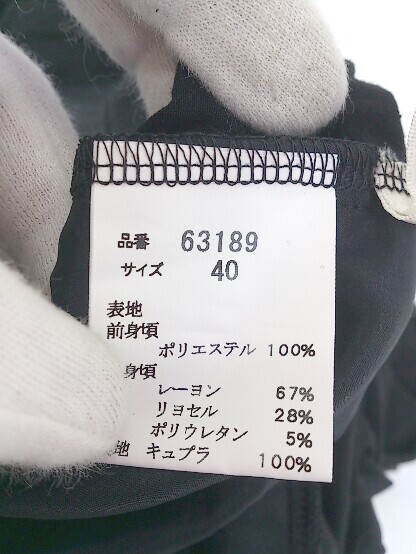 品番 63189
サイズ 40
表地
前身頃
ポリエステル 100%
身頃
レーヨン 67%
リヨセル 28%
ポリウレタン 5%
地 キュプラ 100%